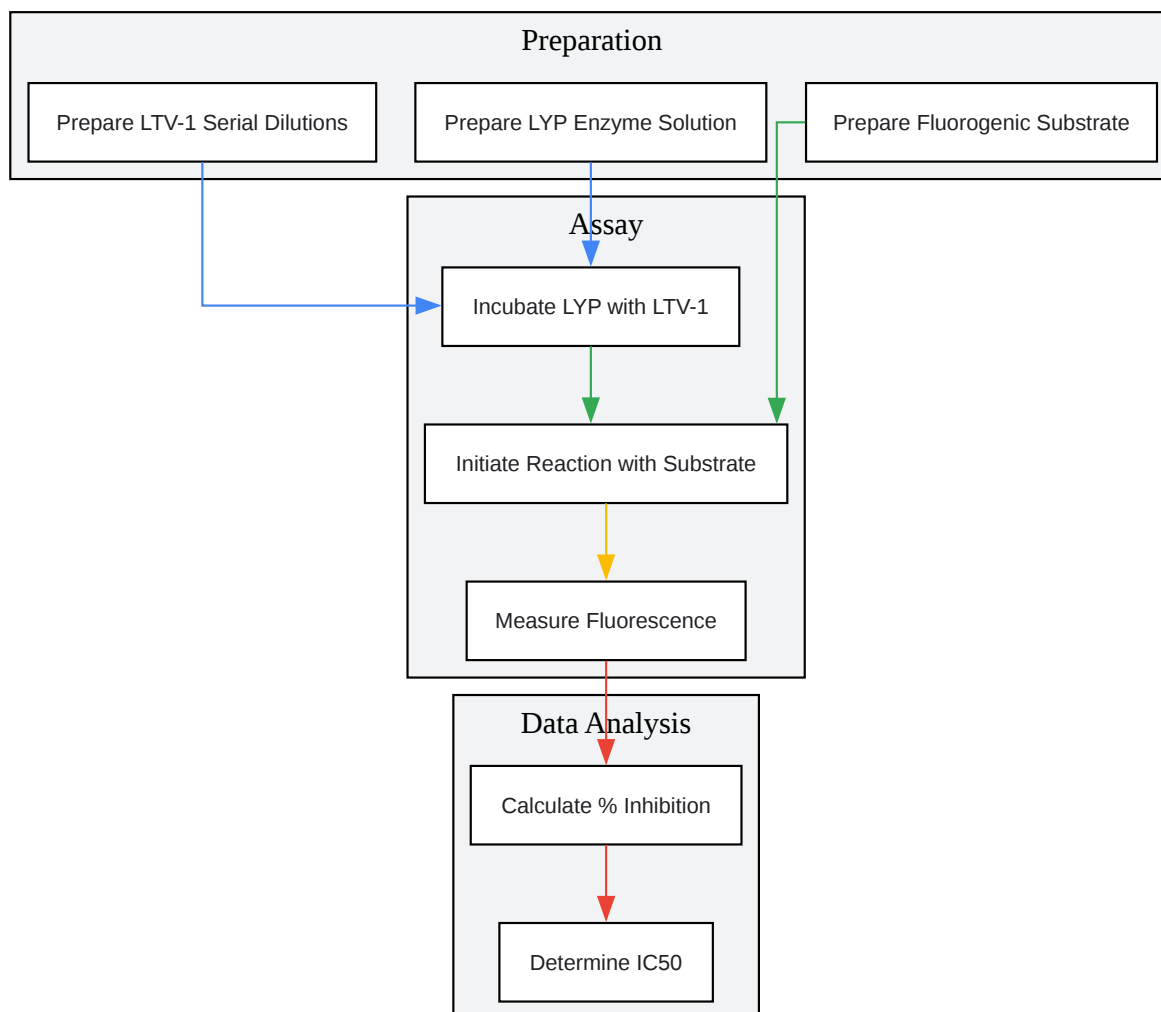 Preparation
Prepare LTV-1 Serial Dilutions
Prepare LYP Enzyme Solution
Prepare Fluorogenic Substrate
Assay
Incubate LYP with LTV-1
Initiate Reaction with Substrate
Measure Fluorescence
Data Analysis
Calculate % Inhibition
Determine IC50